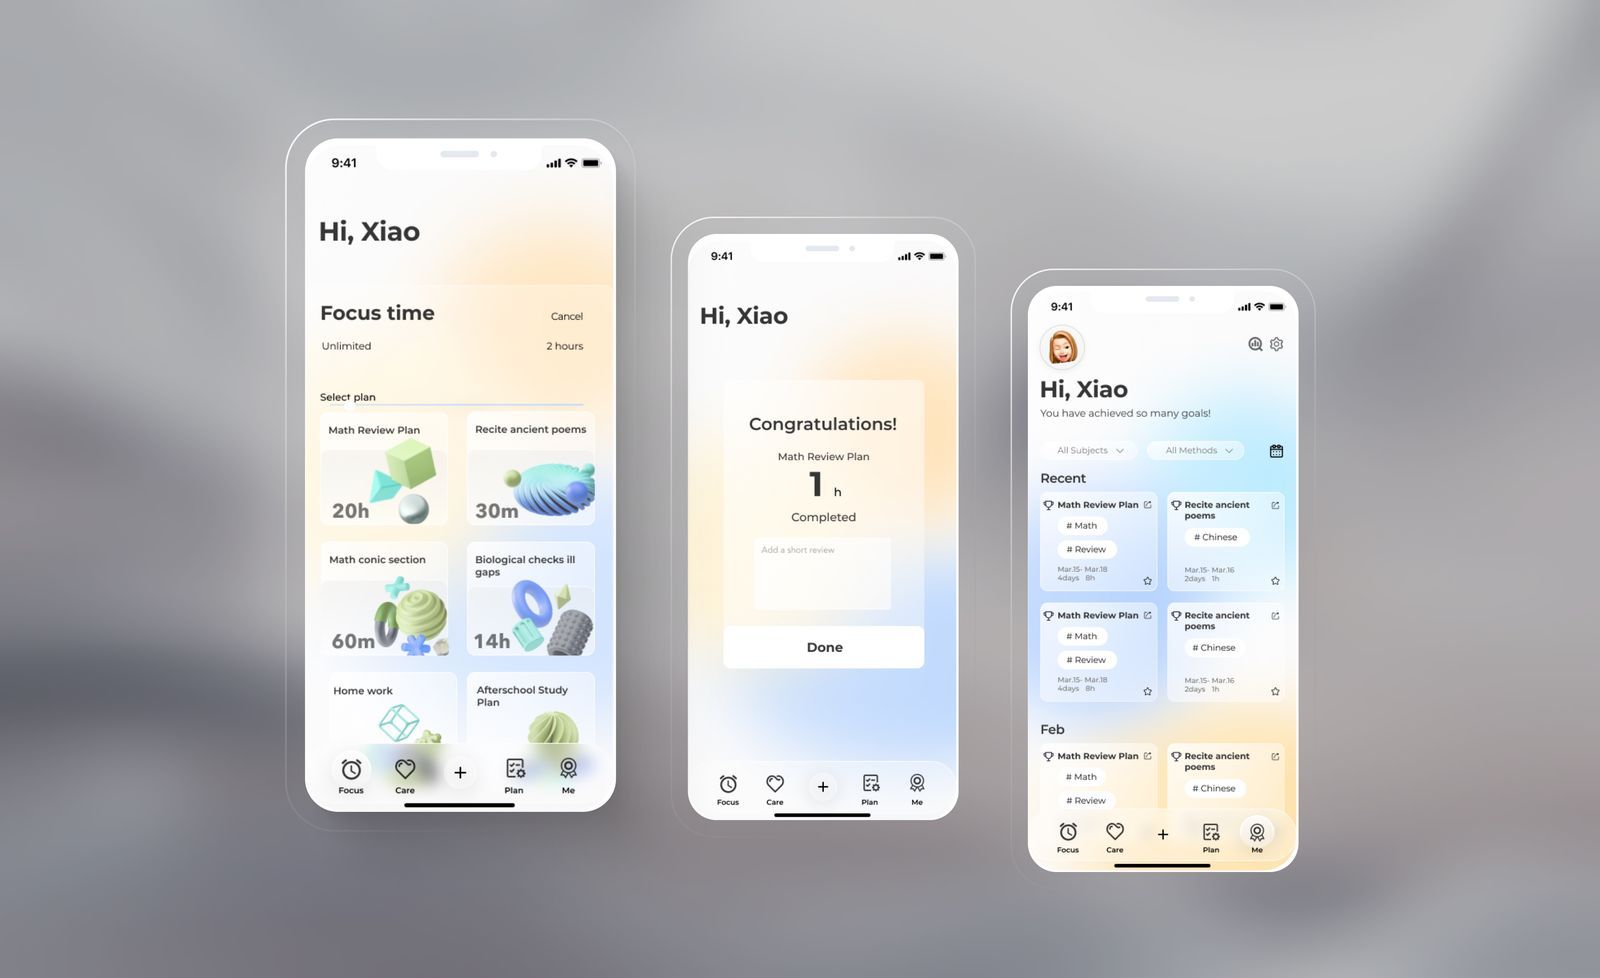 9:41
Hi, Xiao
Focus time
Cancel
Unlimited
2 hours
Select plan
Math Review Plan
20h
Recite ancient poems
30m
Math conic section
60m
Biological checks ill
gaps
14h
Home work
Afterschool Study
Plan
Focus
Care
+
Plan
Me
9:41
Hi, Xiao
Congratulations!
Math Review Plan
1 h
Completed
Add a short review
Done
Focus
Care
+
Plan
Me
9:41
Hi, Xiao
You have achieved so many goals!
All Subjects
All Methods
Recent
Math Review Plan
# Math
# Review
Mar.15- Mar.18
4days 8h
Recite ancient
poems
# Chinese
Mar.15- Mar.16
2days 1h
Math Review Plan
# Math
# Review
Mar.15- Mar.18
4days 8h
Recite ancient
poems
# Chinese
Mar.15- Mar.16
2days 1h
Feb
Math Review Plan
# Math
# Review
Recite ancient
poems
# Chinese
Focus
Care
+
Plan
Me